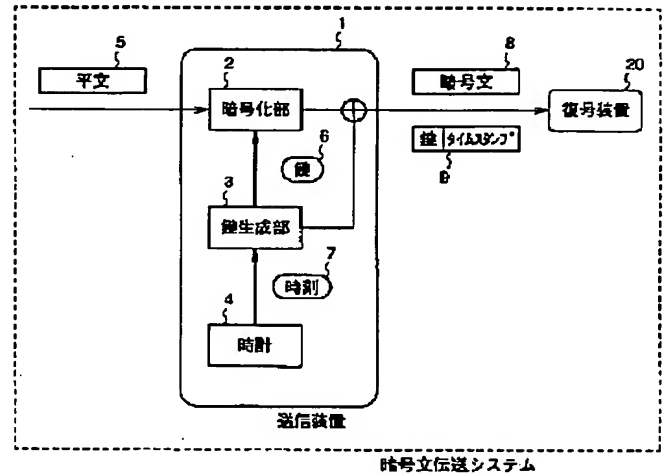 1
5
平文
2
暗号化部
8
暗号文
20
復号装置
6
鍵
鍵 タイムスタンプ
9
3
鍵生成部
7
時刻
4
時計
送信装置
暗号文伝送システム